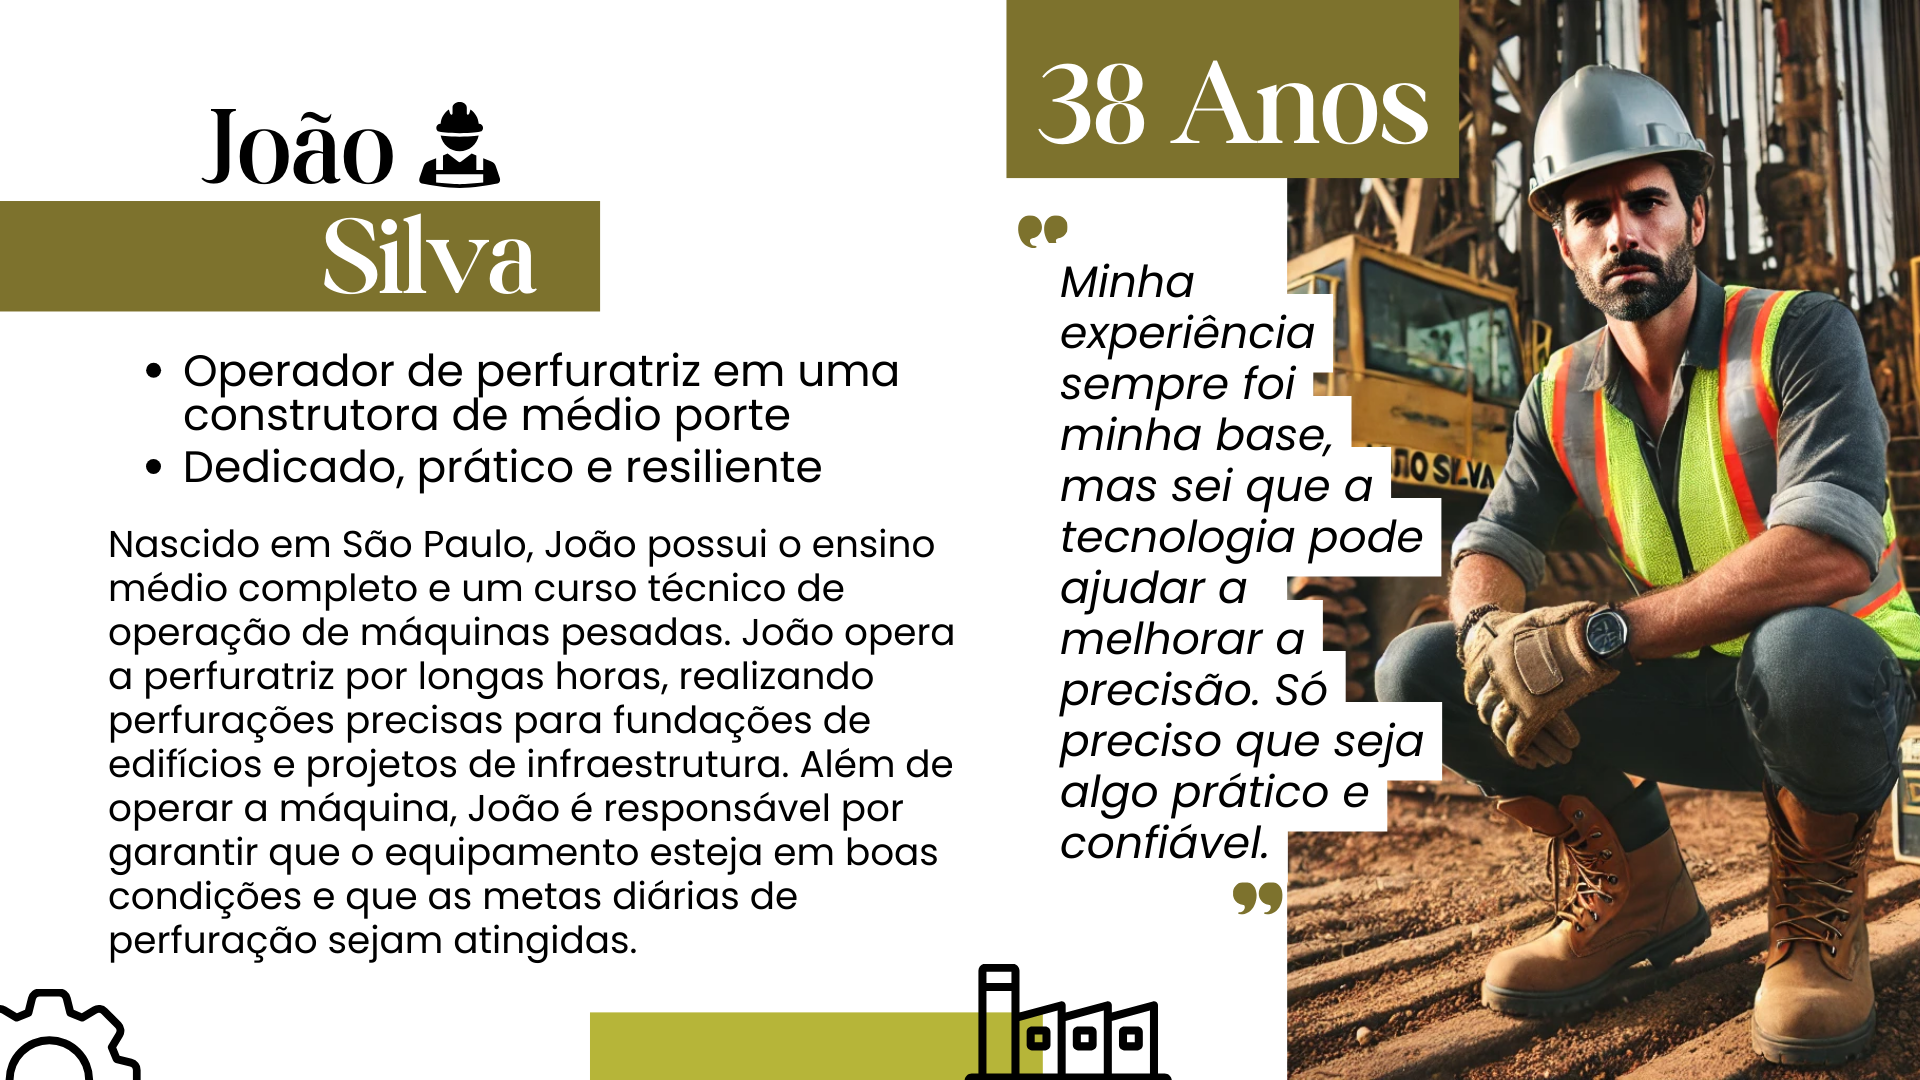 João
Silva
• Operador de perfuratriz em uma
construtora de médio porte
• Dedicado, prático e resiliente
Nascido em São Paulo, João possui o ensino
médio completo e um curso técnico de
operação de máquinas pesadas. João opera
a perfuratriz por longas horas, realizando
perfurações precisas para fundações de
edifícios e projetos de infraestrutura. Além de
operar a máquina, João é responsável por
garantir que o equipamento esteja em boas
condições e que as metas diárias de
perfuração sejam atingidas.
38 Anos
❝
Minha
experiência
sempre foi
minha base,
mas sei que a
tecnologia pode
ajudar a
melhorar a
precisão. Só
preciso que seja
algo prático e
confiável.
❞
SILVA